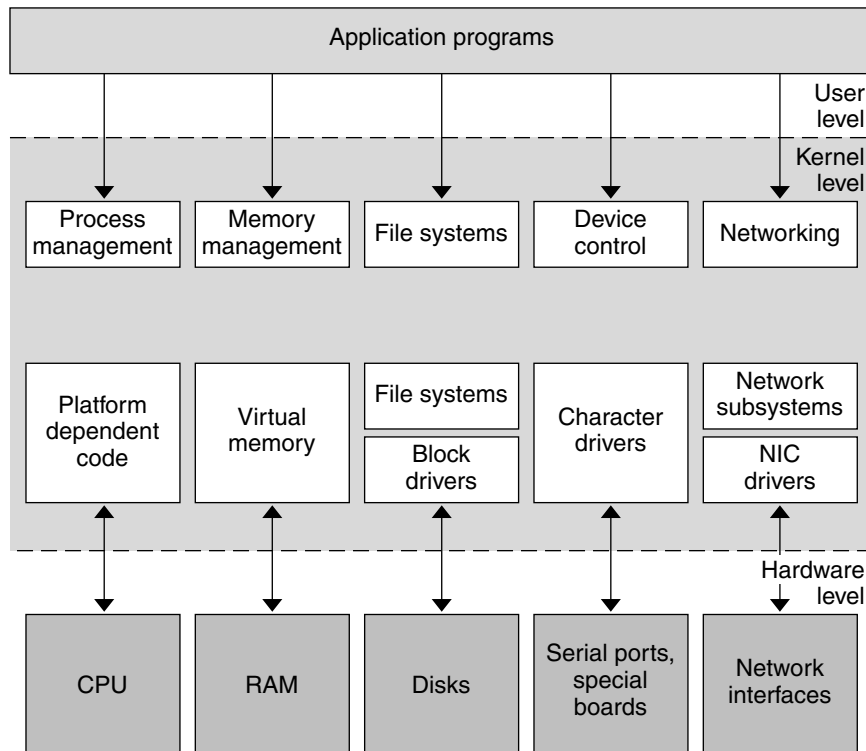 Application programs
User
level
Kernel
level
Process
management
Memory
management
File systems
Device
control
Networking
Platform
dependent
code
Virtual
memory
File systems
Block
drivers
Character
drivers
Network
subsystems
NIC
drivers
Hardware
level
CPU
RAM
Disks
Serial ports,
special
boards
Network
interfaces